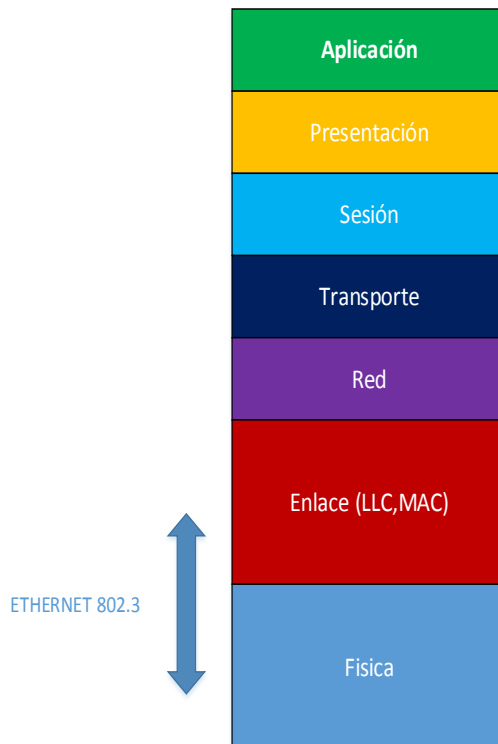 Aplicación
Presentación
Sesión
Transporte
Red
Enlace (LLC,MAC)
ETHERNET 802.3
Fisica